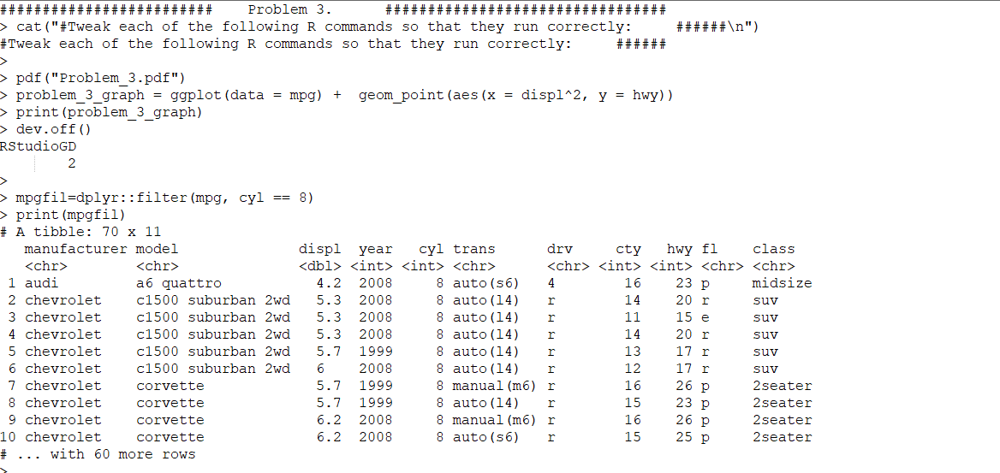 #########################    Problem 3.      #################################
> cat("#Tweak each of the following R commands so that they run correctly:     ######\n")
#Tweak each of the following R commands so that they run correctly:     ######
>
> pdf("Problem_3.pdf")
> problem_3_graph = ggplot(data = mpg) +  geom_point(aes(x = displ^2, y = hwy))
> print(problem_3_graph)
> dev.off()
RStudioGD
        2
>
> mpgfil=dplyr::filter(mpg, cyl == 8)
> print(mpgfil)
# A tibble: 70 x 11
   manufacturer model              displ  year   cyl trans      drv     cty   hwy fl    class
   <chr>        <chr>              <dbl> <int> <int> <chr>      <chr> <int> <int> <chr> <chr>
 1 audi         a6 quattro           4.2  2008     8 auto(s6)   4        16    23 p     midsize
 2 chevrolet    c1500 suburban 2wd   5.3  2008     8 auto(l4)   r        14    20 r     suv
 3 chevrolet    c1500 suburban 2wd   5.3  2008     8 auto(l4)   r        11    15 e     suv
 4 chevrolet    c1500 suburban 2wd   5.3  2008     8 auto(l4)   r        14    20 r     suv
 5 chevrolet    c1500 suburban 2wd   5.7  1999     8 auto(l4)   r        13    17 r     suv
 6 chevrolet    c1500 suburban 2wd   6    2008     8 auto(l4)   r        12    17 r     suv
 7 chevrolet    corvette             5.7  1999     8 manual(m6) r        16    26 p     2seater
 8 chevrolet    corvette             5.7  1999     8 auto(l4)   r        15    23 p     2seater
 9 chevrolet    corvette             6.2  2008     8 manual(m6) r        16    26 p     2seater
10 chevrolet    corvette             6.2  2008     8 auto(s6)   r        15    25 p     2seater
# ... with 60 more rows
>